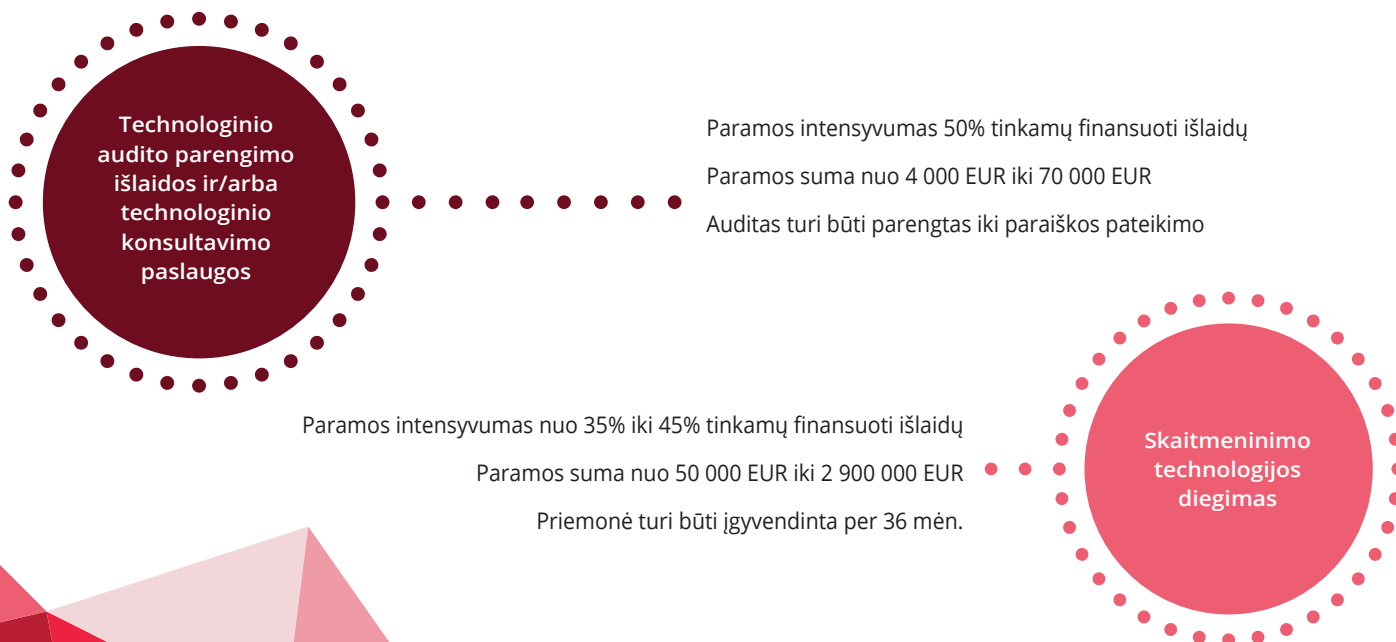 Technologinio
audito parengimo
išlaidos ir/arba
technologinio
konsultavimo
paslaugos
Paramos intensyvumas 50% tinkamų finansuoti išlaidų
Paramos suma nuo 4 000 EUR iki 70 000 EUR
Auditas turi būti parengtas iki paraiškos pateikimo
Paramos intensyvumas nuo 35% iki 45% tinkamų finansuoti išlaidų
Paramos suma nuo 50 000 EUR iki 2 900 000 EUR
Priemonė turi būti įgyvendinta per 36 mėn.
Skaitmeninimo
technologijos
diegimas